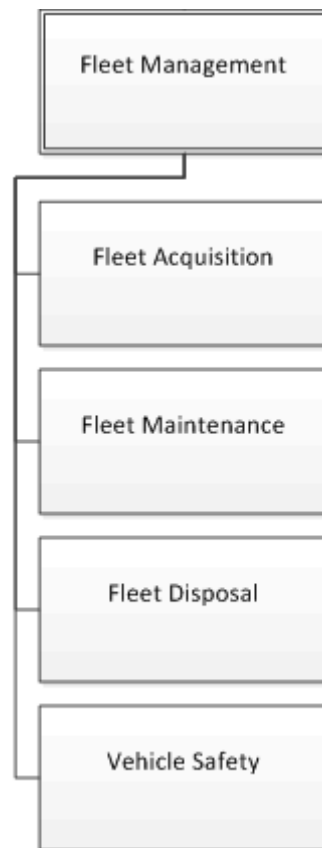 Fleet Management
Fleet Acquisition
Fleet Maintenance
Fleet Disposal
Vehicle Safety